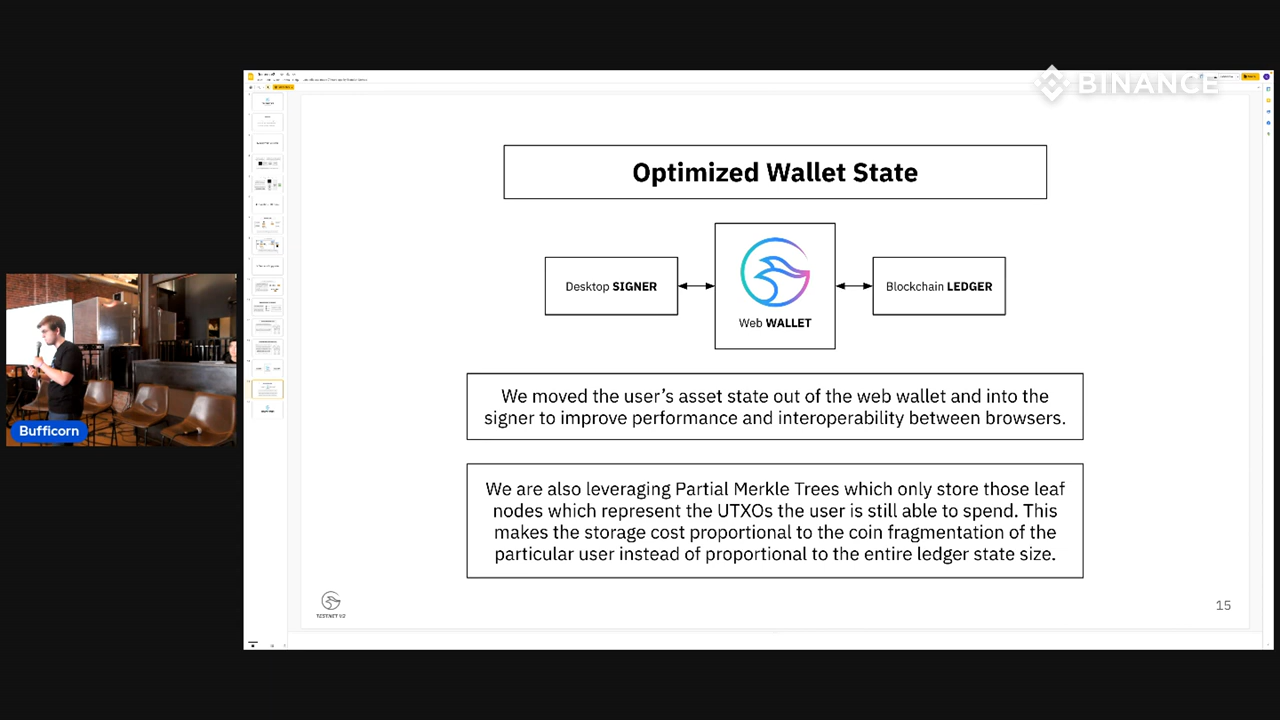 BINANCE
Optimized Wallet State
Desktop SIGNER
Web WALLET
Blockchain LEDGER
We moved the user’s asset state out of the web wallet and into the
signer to improve performance and interoperability between browsers.
We are also leveraging Partial Merkle Trees which only store those leaf
nodes which represent the UTXOs the user is still able to spend. This
makes the storage cost proportional to the coin fragmentation of the
particular user instead of proportional to the entire ledger state size.
TESTNET V2
15
Bufficorn